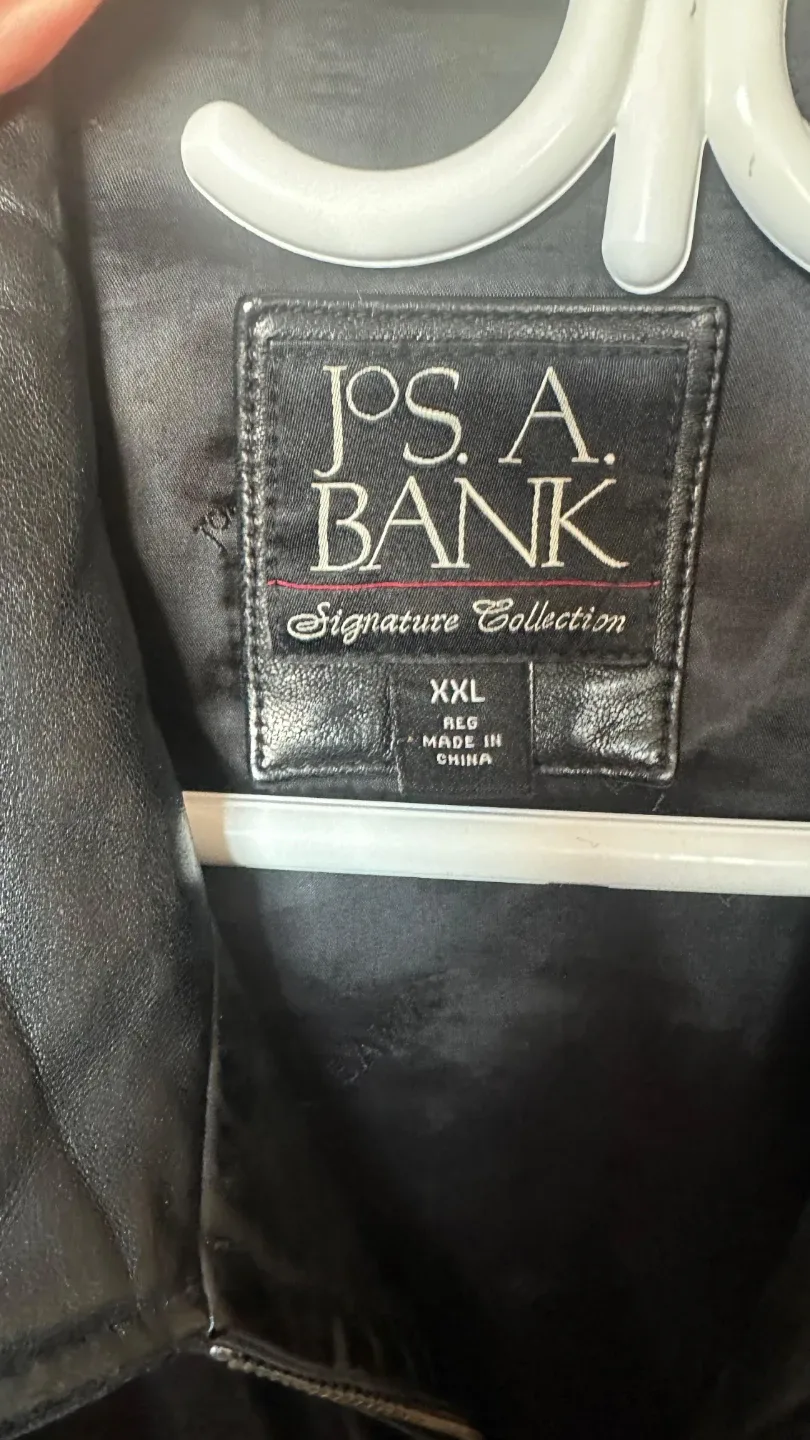 JOS. A.
BANK
Signature Collection
XXL
REG
MADE IN
CHINA